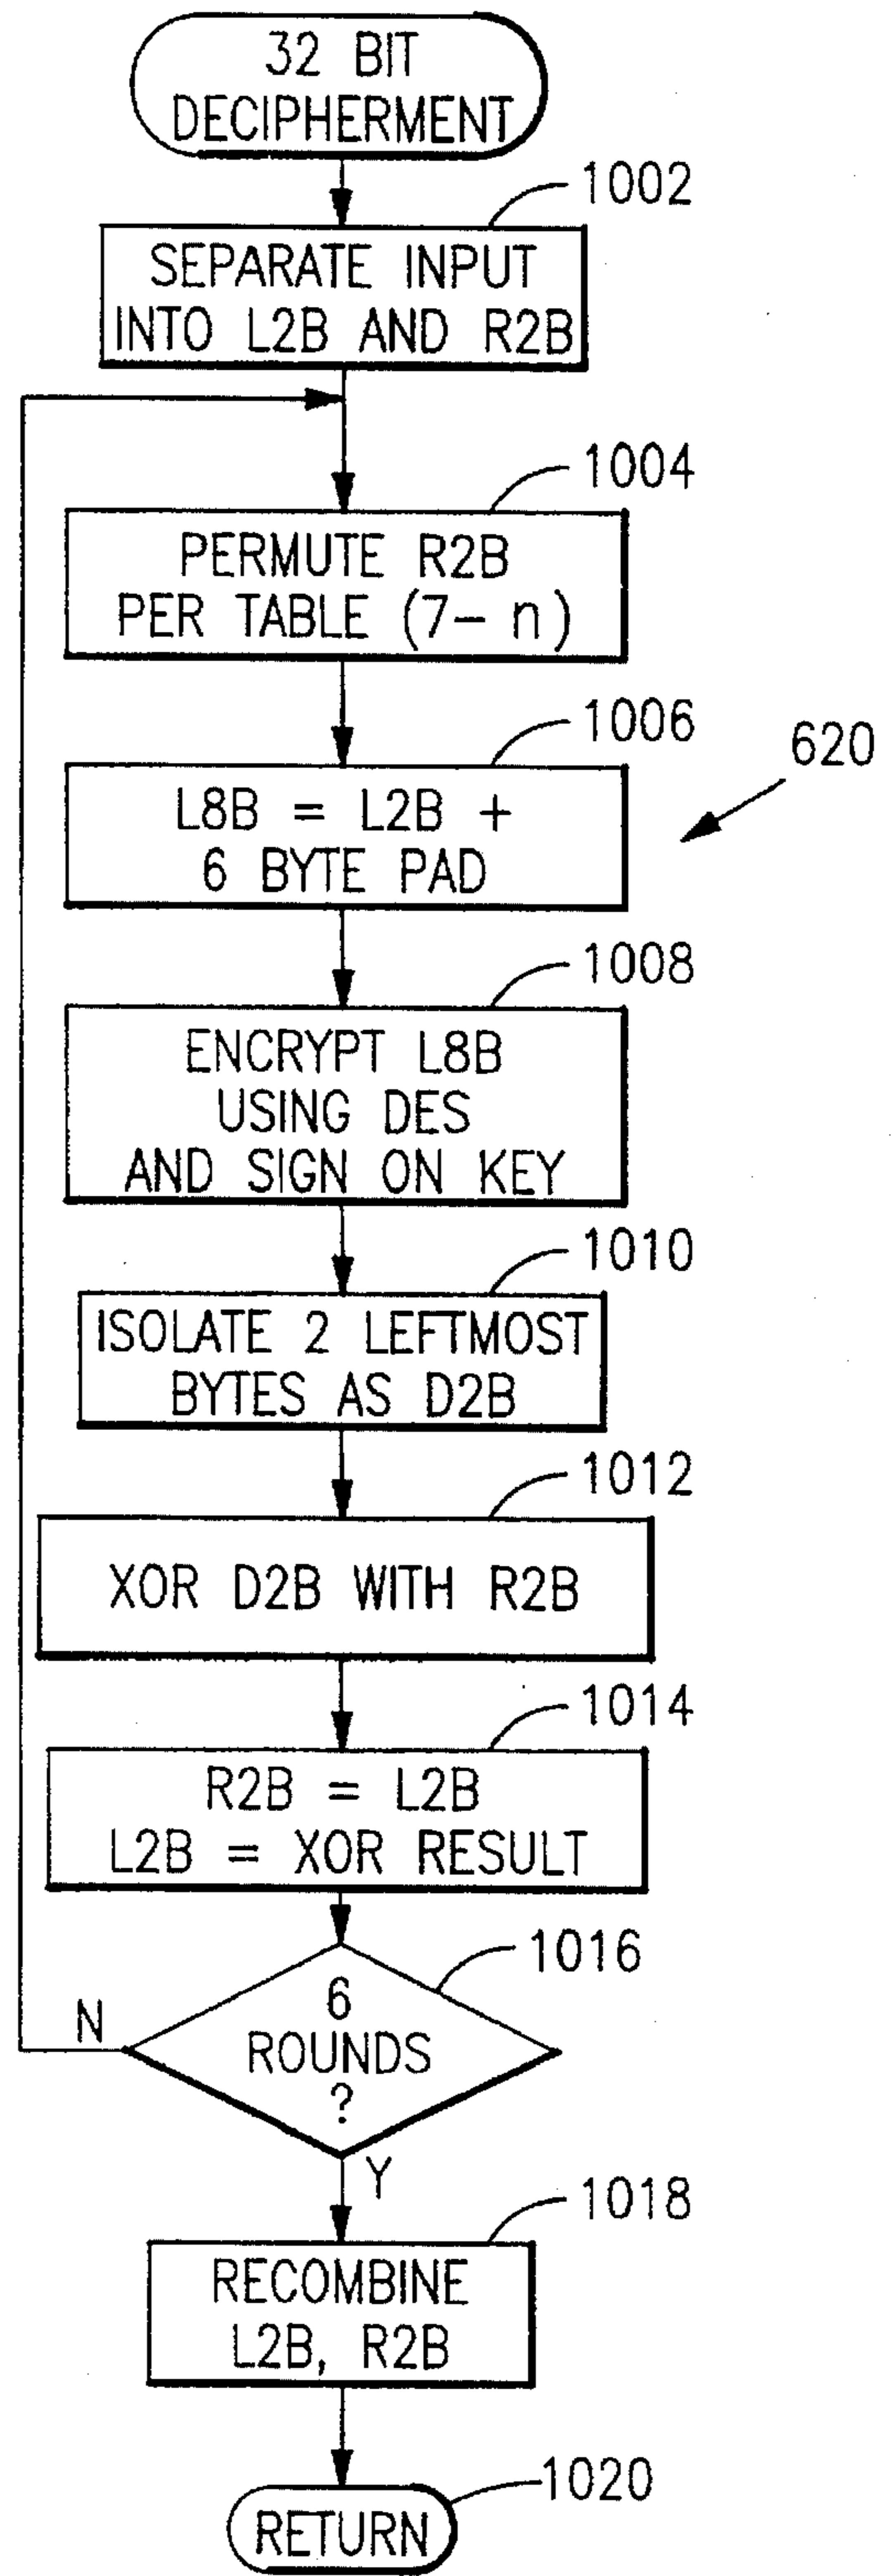 32 BIT
DECIPHERMENT
1002
SEPARATE INPUT
INTO L2B AND R2B
1004
PERMUTE R2B
PER TABLE (7- n)
1006
620
L8B = L2B +
6 BYTE PAD
1008
ENCRYPT L8B
USING DES
AND SIGN ON KEY
1010
ISOLATE 2 LEFTMOST
BYTES AS D2B
1012
XOR D2B WITH R2B
1014
R2B = L2B
L2B = XOR RESULT
1016
N
6
ROUNDS
?
Y
1018
RECOMBINE
L2B, R2B
1020
RETURN